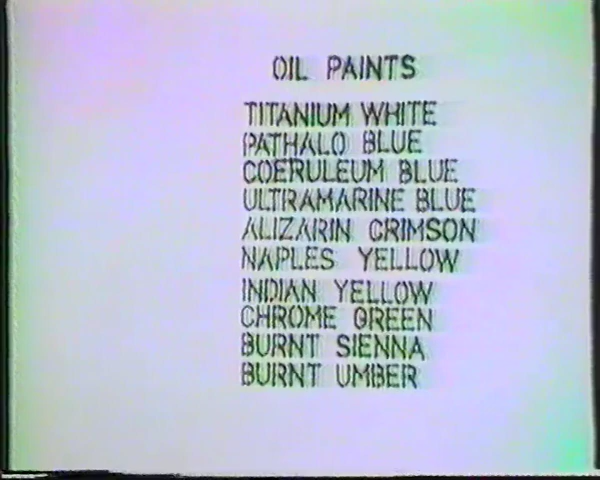 OIL PAINTS
TITANIUM WHITE
PATHALO BLUE
COERULEUM BLUE
ULTRAMARINE BLUE
ALIZARIN CRIMSON
NAPLES YELLOW
INDIAN YELLOW
CHROME GREEN
BURNT SIENNA
BURNT UMBER